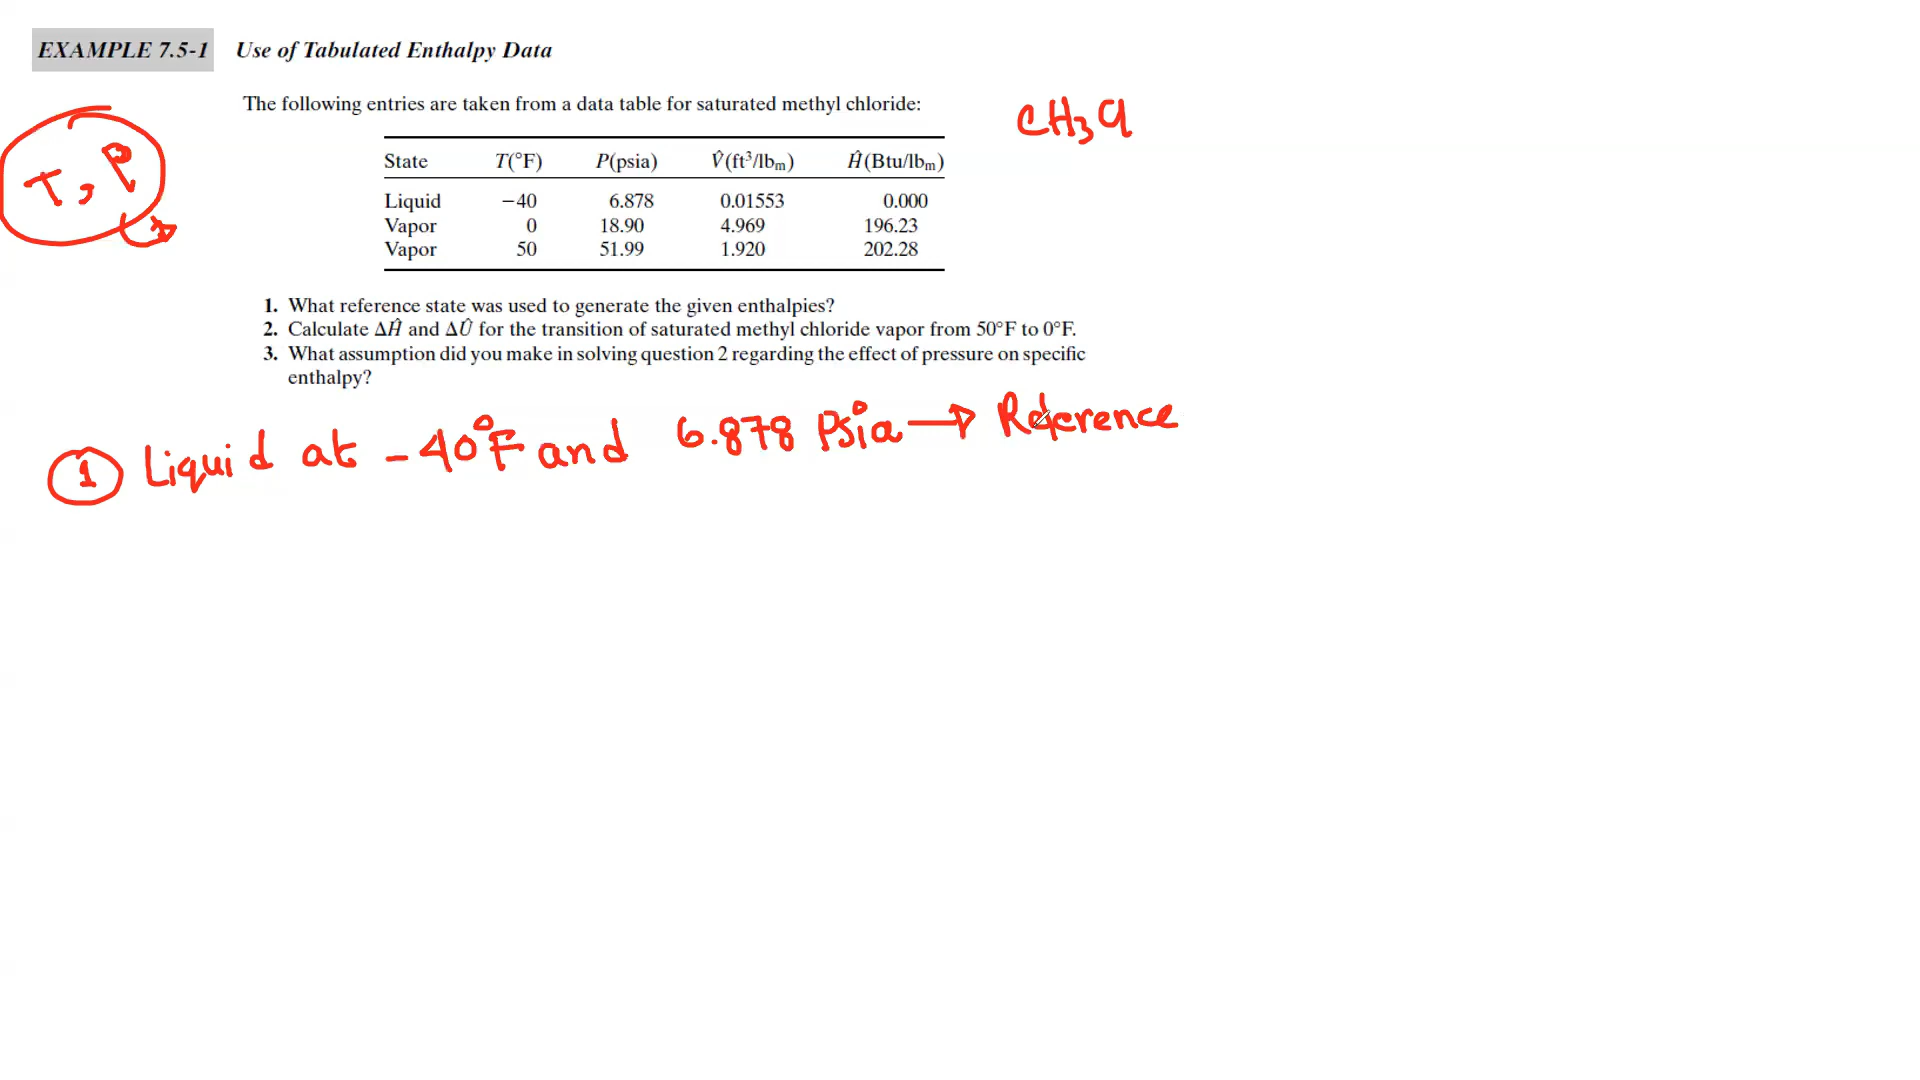 EXAMPLE 7.5-1 Use of Tabulated Enthalpy Data
The following entries are taken from a data table for saturated methyl chloride:
CH3Cl
T, P
State T(°F) P(psia) V̂(ft³/lbm) Ĥ(Btu/lbm)
Liquid −40 6.878 0.01553 0.000
Vapor 0 18.90 4.969 196.23
Vapor 50 51.99 1.920 202.28
1. What reference state was used to generate the given enthalpies?
2. Calculate ΔĤ and ΔÛ for the transition of saturated methyl chloride vapor from 50°F to 0°F.
3. What assumption did you make in solving question 2 regarding the effect of pressure on specific
enthalpy?
① Liquid at −40°F and 6.878 Psia → Reference